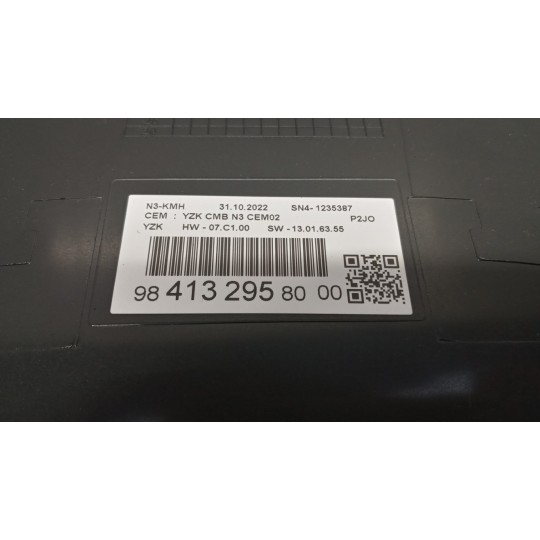 N3-KMH 31.10.2022 SN4- 1235387
CEM : YZK CMB N3 CEM02 P2JO
YZK HW - 07.C1.00 SW - 13.01.63.55
98 413 295 80 00